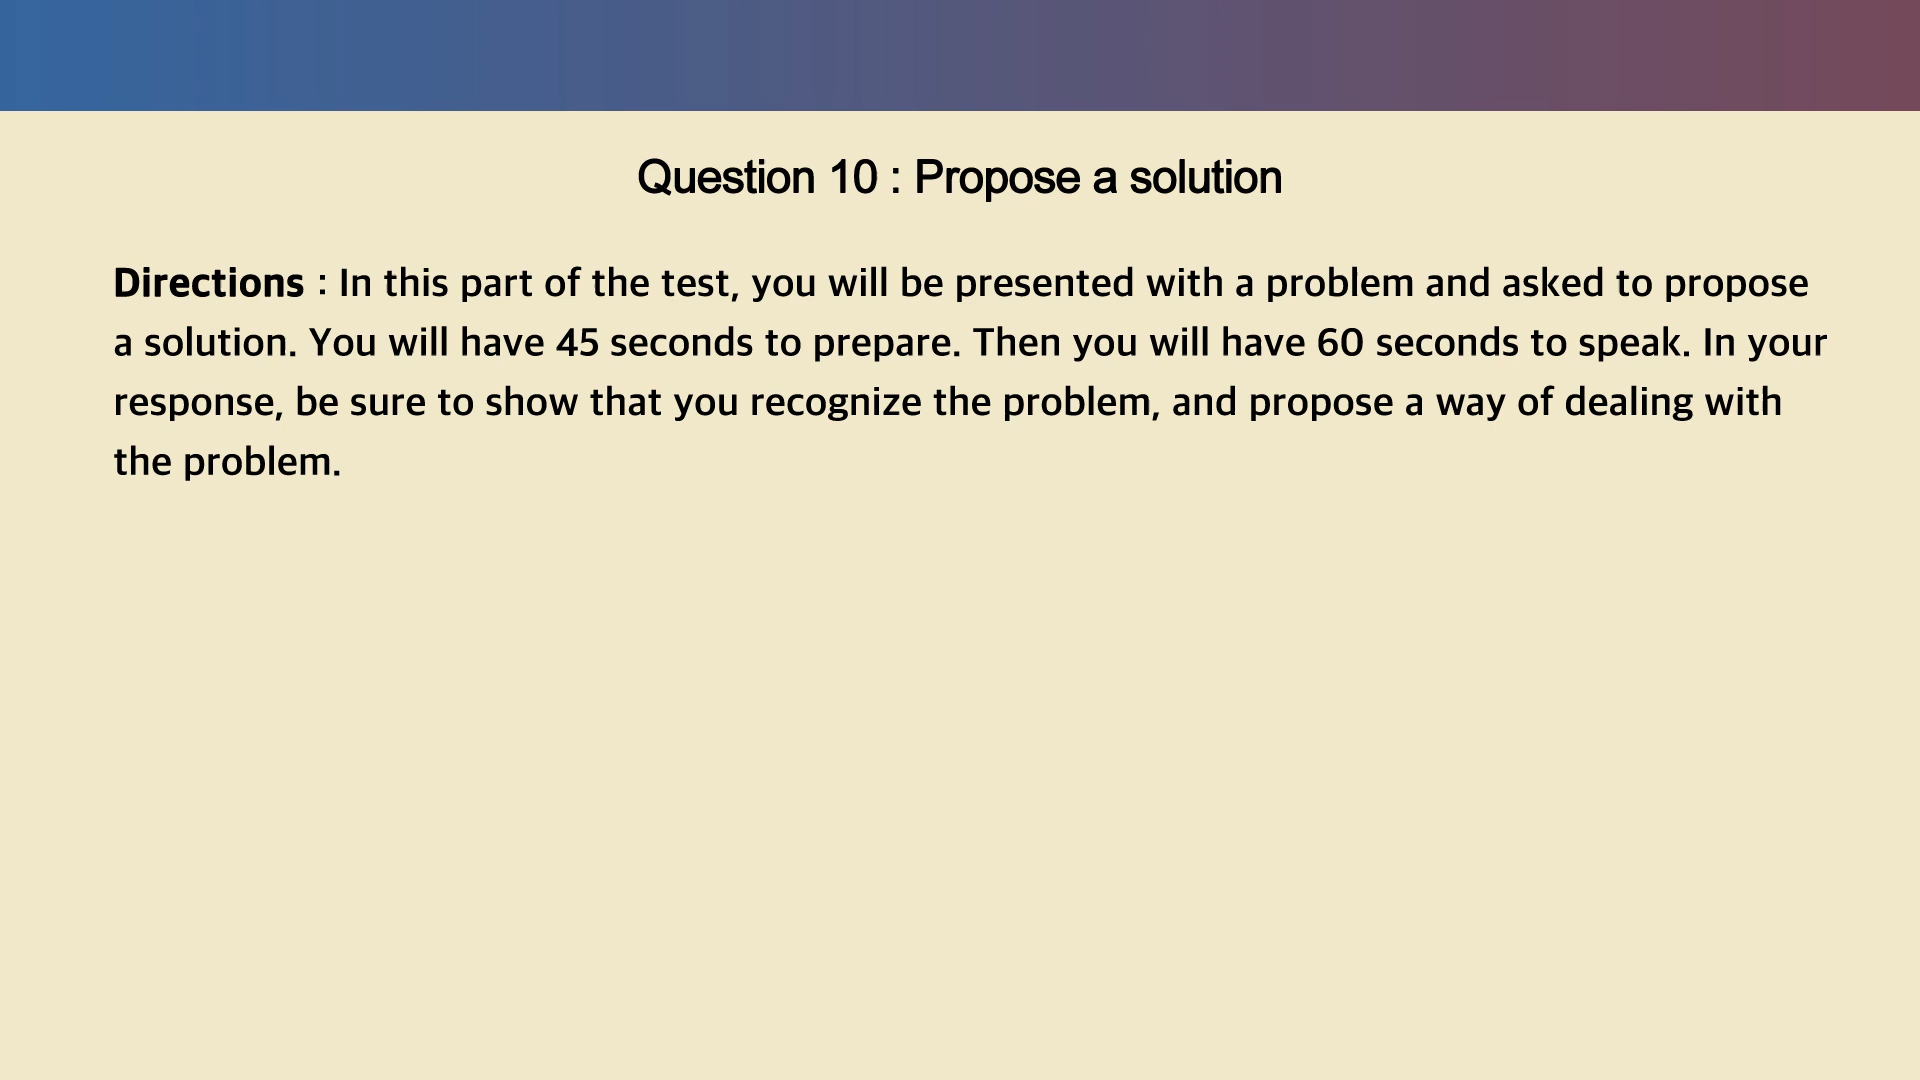 Question 10 : Propose a solution
Directions : In this part of the test, you will be presented with a problem and asked to propose
a solution. You will have 45 seconds to prepare. Then you will have 60 seconds to speak. In your
response, be sure to show that you recognize the problem, and propose a way of dealing with
the problem.